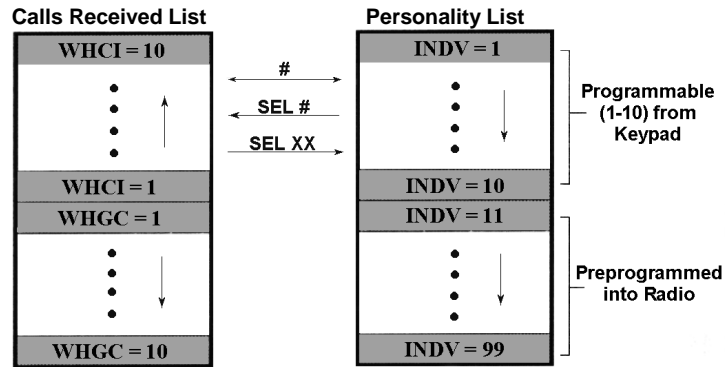 Calls Received List
Personality List
WHCI = 10
INDV = 1
#
SEL #
SEL XX
Programmable
(1-10) from
Keypad
WHCI = 1
INDV = 10
WHGC = 1
INDV = 11
Preprogrammed
into Radio
WHGC = 10
INDV = 99